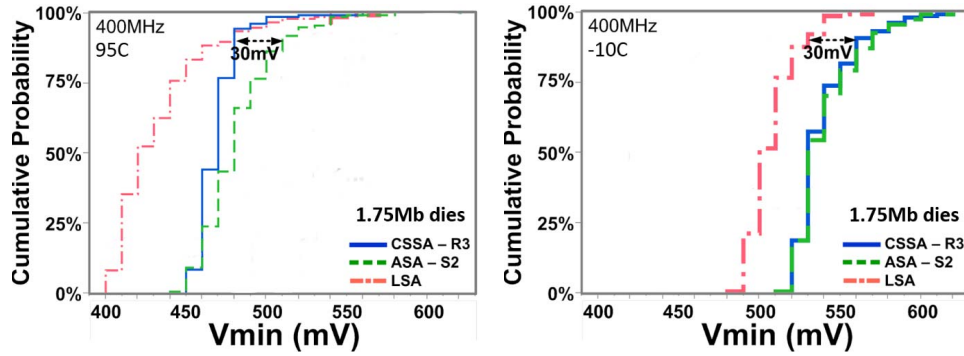 100%
75%
50%
25%
0%
Cumulative Probability
400MHz
95C
30mV
1.75Mb dies
CSSA – R3
ASA – S2
LSA
400 450 500 550 600
Vmin (mV)
100%
75%
50%
25%
0%
Cumulative Probability
400MHz
-10C
30mV
1.75Mb dies
CSSA – R3
ASA – S2
LSA
400 450 500 550 600
Vmin (mV)